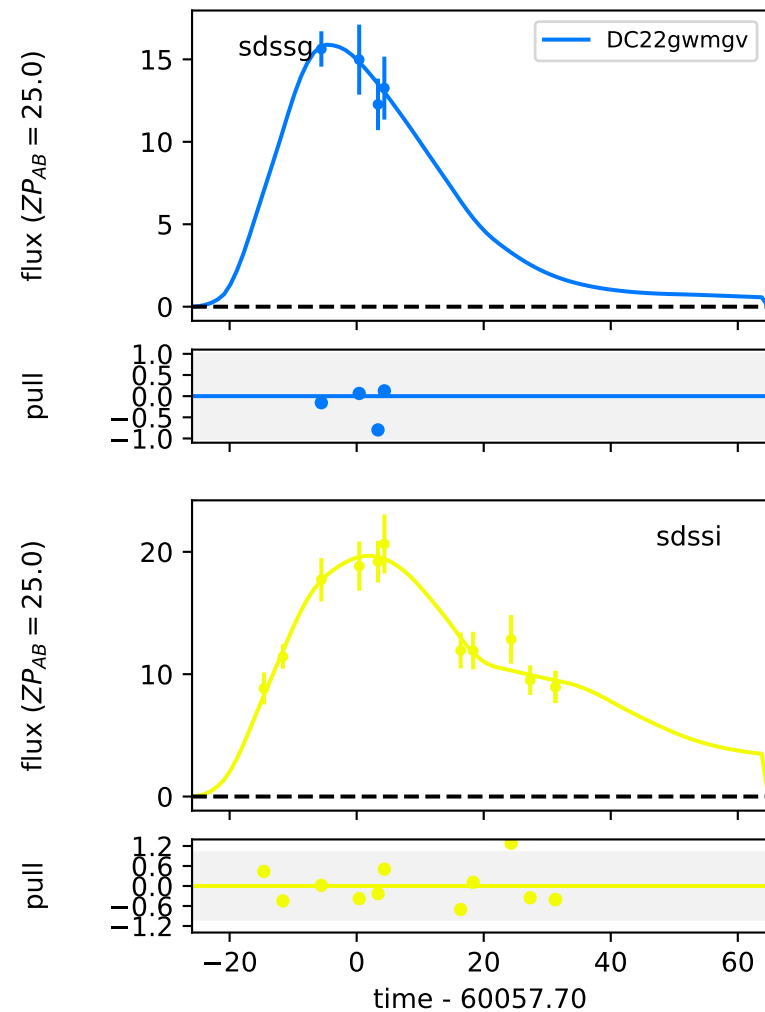 sdssg
DC22gwmgv
flux (ZP_AB = 25.0)
15
10
5
0
pull
1.0
0.5
0.0
−0.5
−1.0
sdssi
flux (ZP_AB = 25.0)
20
10
0
pull
1.2
0.6
0.0
−0.6
−1.2
−20 0 20 40 60
time - 60057.70